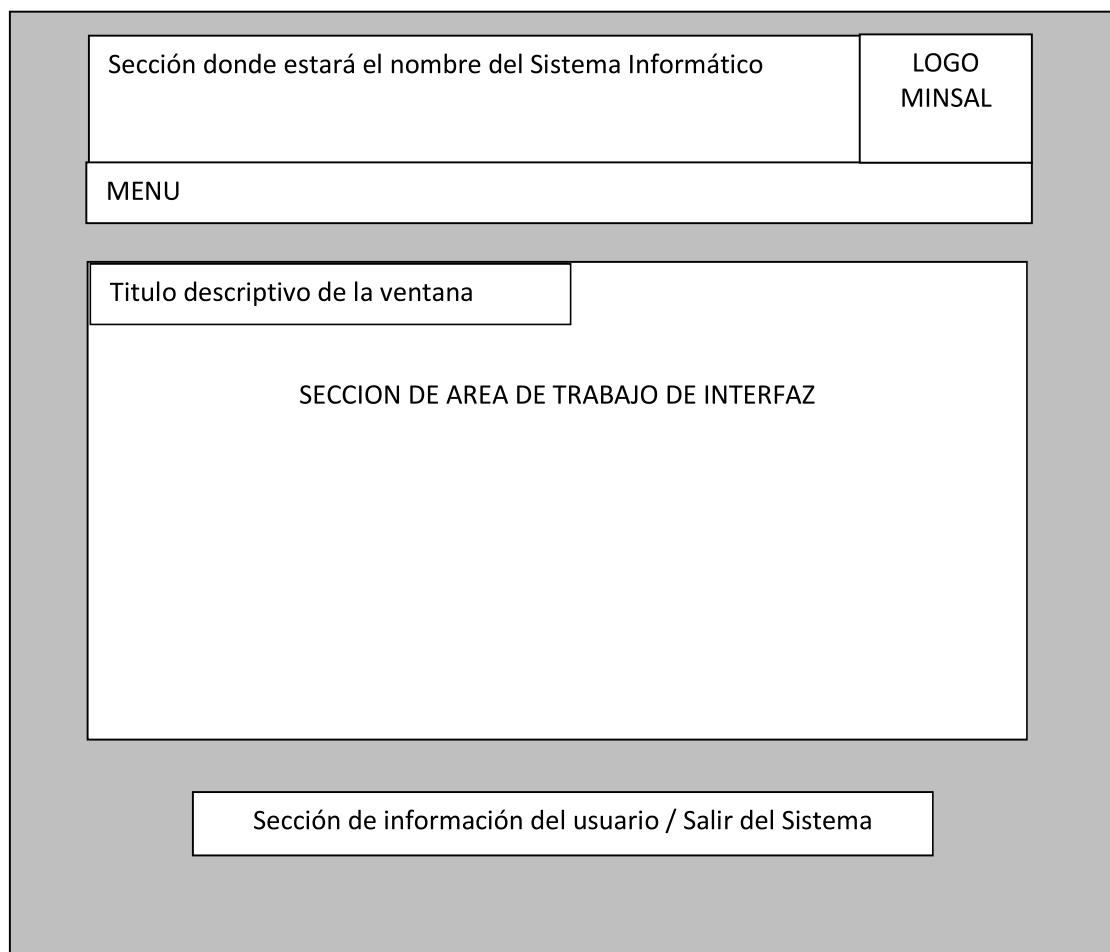 Sección donde estará el nombre del Sistema Informático
LOGO
MINSAL
MENU
Titulo descriptivo de la ventana
SECCION DE AREA DE TRABAJO DE INTERFAZ
Sección de información del usuario / Salir del Sistema